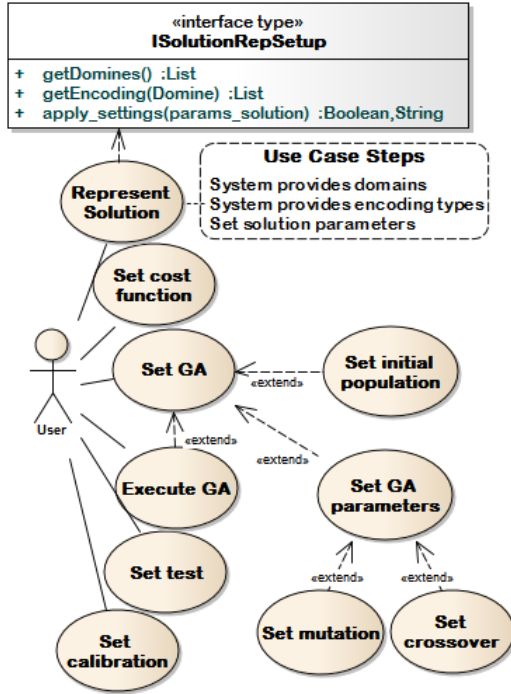 «interface type»
ISolutionRepSetup
+ getDomines() :List
+ getEncoding(Domine) :List
+ apply_settings(params_solution) :Boolean,String
Use Case Steps
System provides domains
System provides encoding types
Set solution parameters
Represent
Solution
Set cost
function
Set GA
«extend»
Set initial
population
User
«extend»
«extend»
Execute GA
Set GA
parameters
Set test
«extend»
«extend»
Set
calibration
Set mutation
Set
crossover